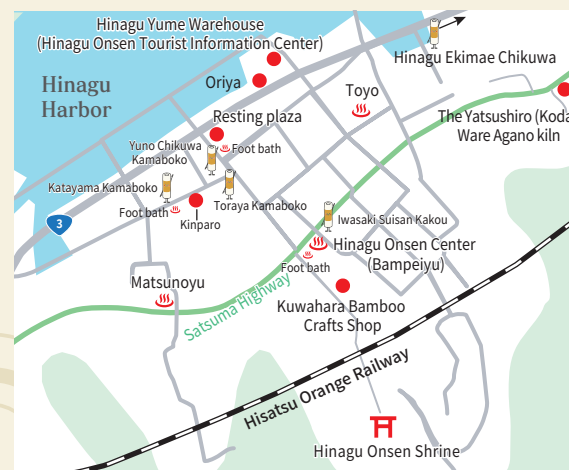 Hinagu Yume Warehouse
(Hinagu Onsen Tourist Information Center)
Hinagu Ekimae Chikuwa
Hinagu
Harbor
Oriya
Toyo
The Yatsushiro (Koda
Ware Agano kiln
Resting plaza
Yuno Chikuwa
Kamaboko
Foot bath
Katayama Kamaboko
Toraya Kamaboko
Foot bath
Kinparo
Iwasaki Suisan Kakou
3
Hinagu Onsen Center
(Bampeiyu)
Foot bath
Matsunoyu
Satsuma Highway
Kuwahara Bamboo
Crafts Shop
Hisatsu Orange Railway
Hinagu Onsen Shrine